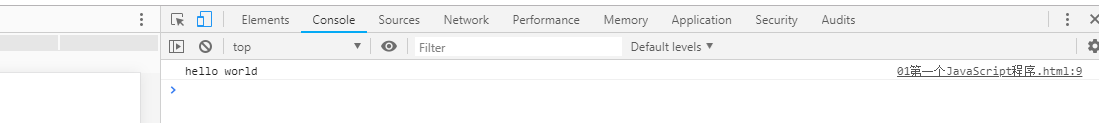 Elements Console Sources Network Performance Memory Application Security Audits
top Filter Default levels
hello world 01第一个JavaScript程序.html:9